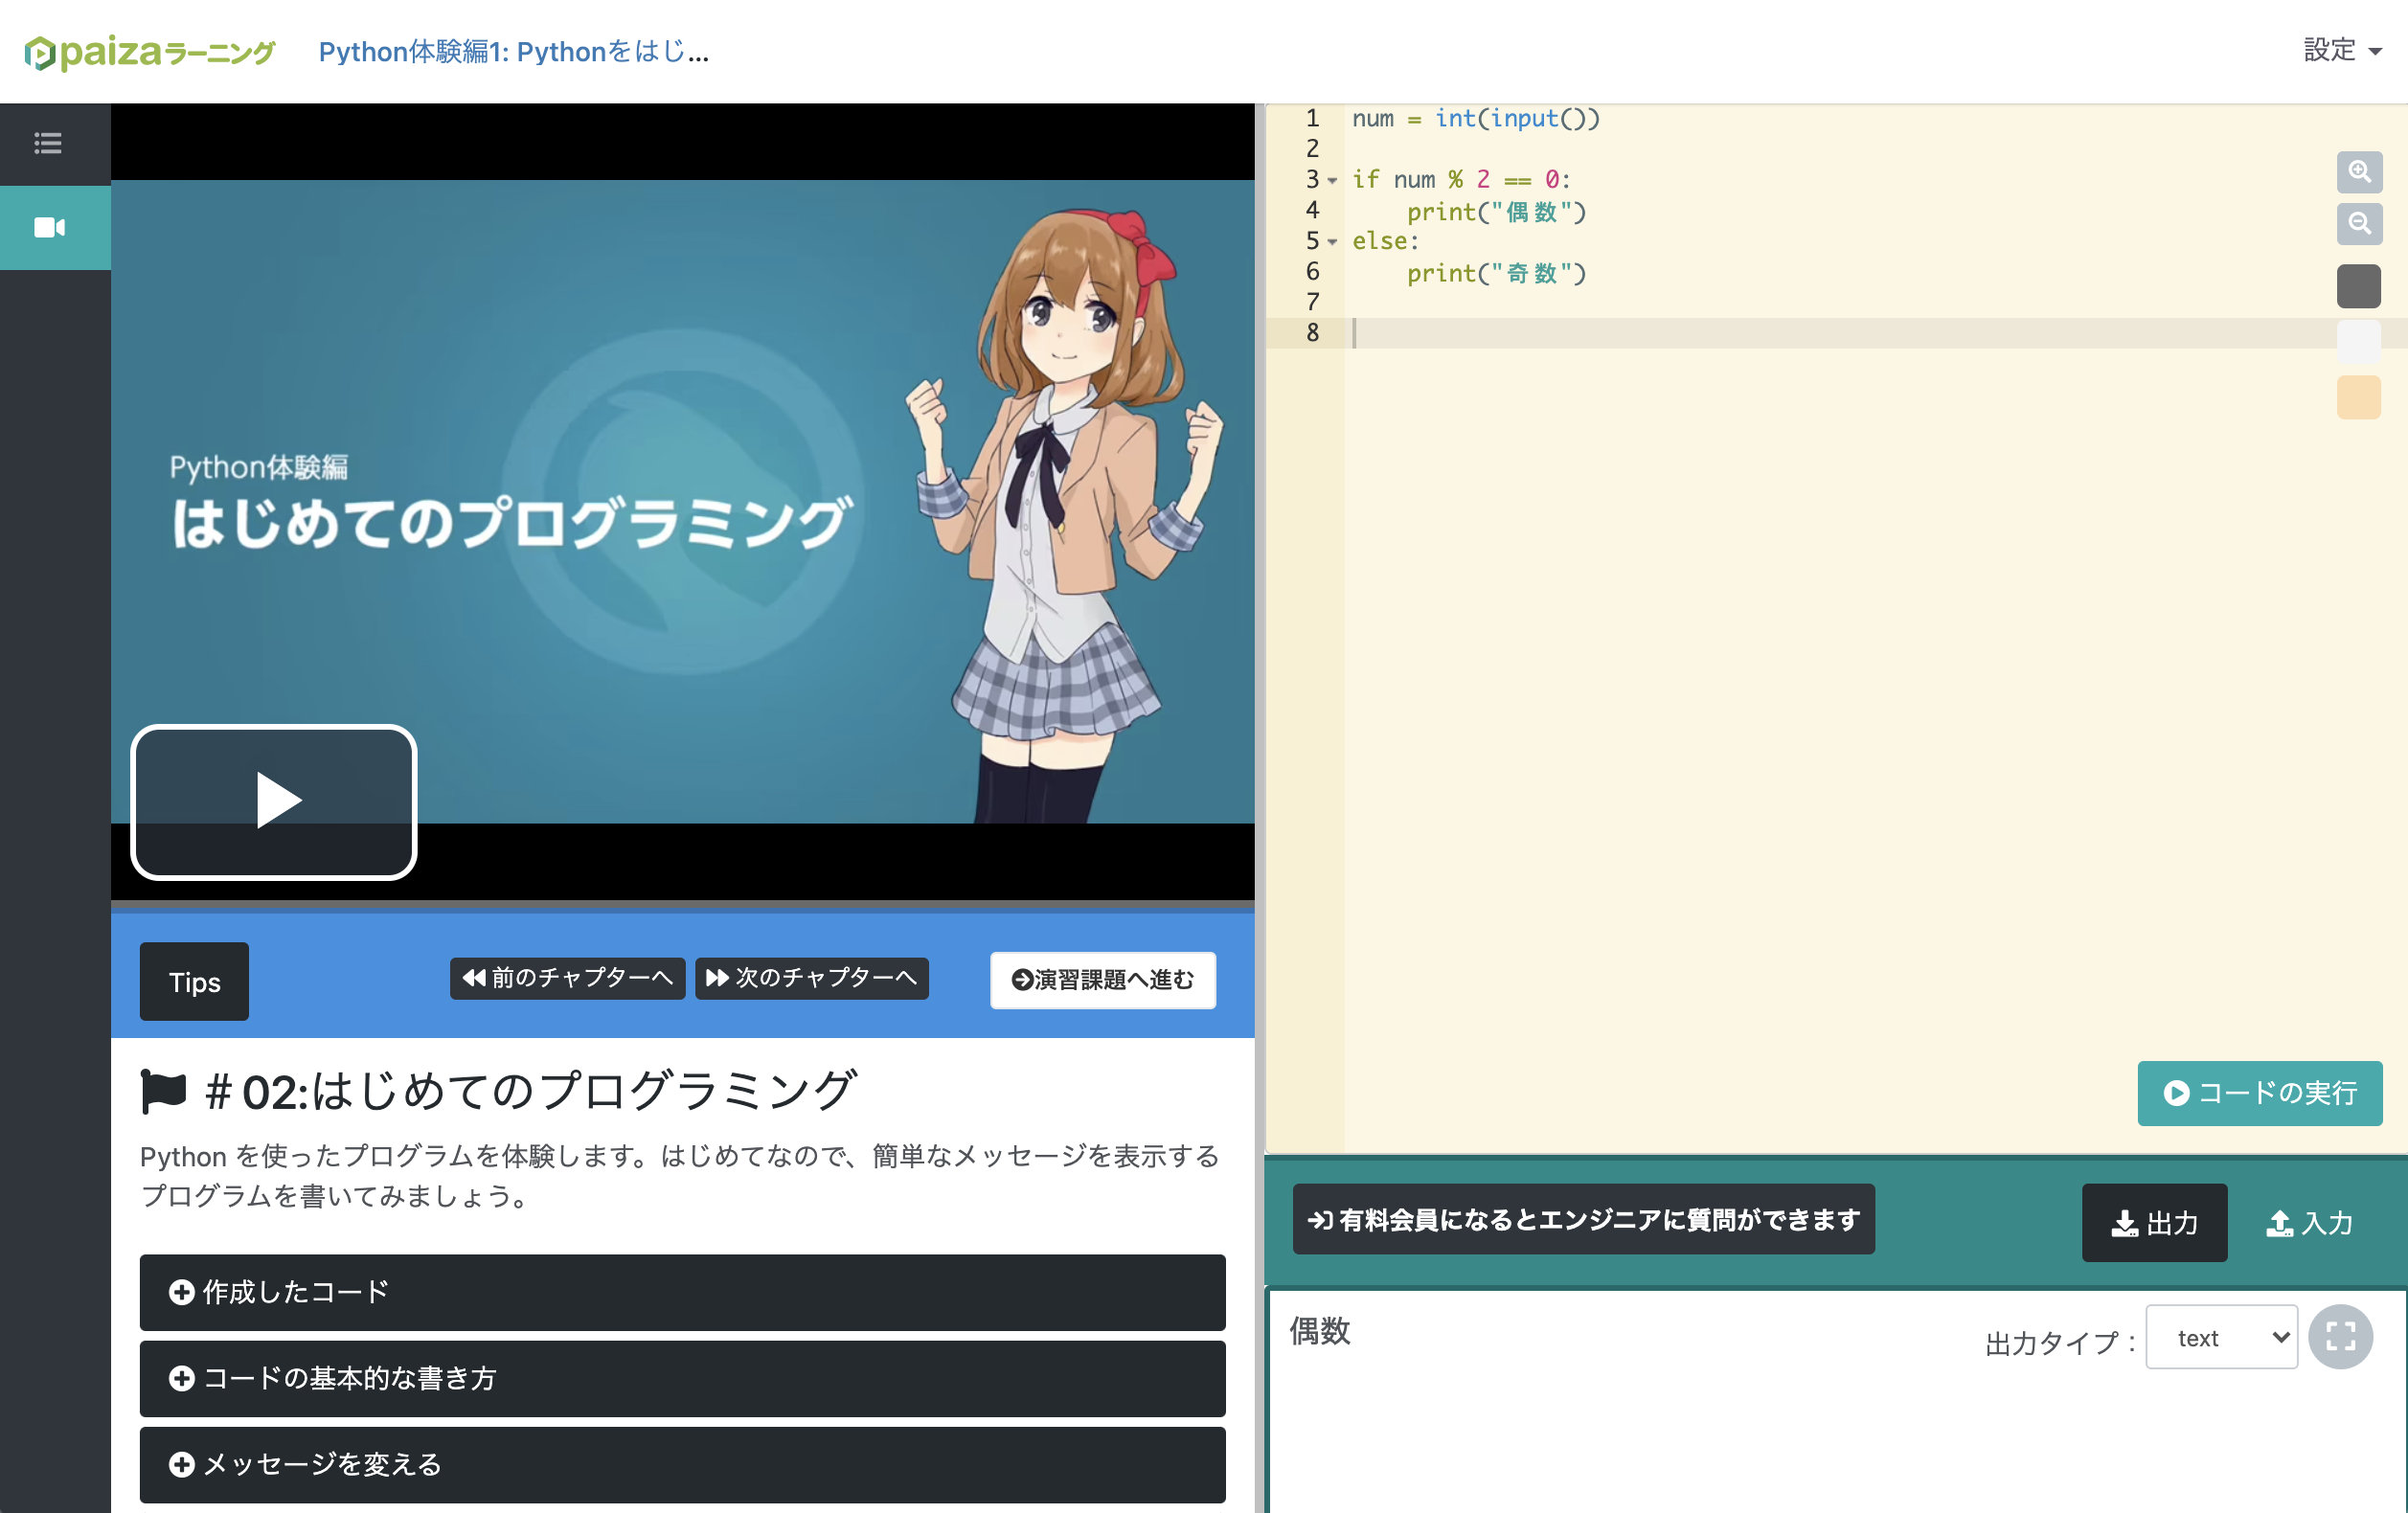 paizaラーニング
Python体験編1: Pythonをはじ...
設定
Python体験編
はじめてのプログラミング
Tips
前のチャプターへ
次のチャプターへ
演習課題へ進む
# 02:はじめてのプログラミング
Python を使ったプログラムを体験します。はじめてなので、簡単なメッセージを表示する
プログラムを書いてみましょう。
作成したコード
コードの基本的な書き方
メッセージを変える
1 num = int(input())
2
3 if num % 2 == 0:
4     print("偶数")
5 else:
6     print("奇数")
7
8
コードの実行
有料会員になるとエンジニアに質問ができます
出力
入力
偶数
出力タイプ : text